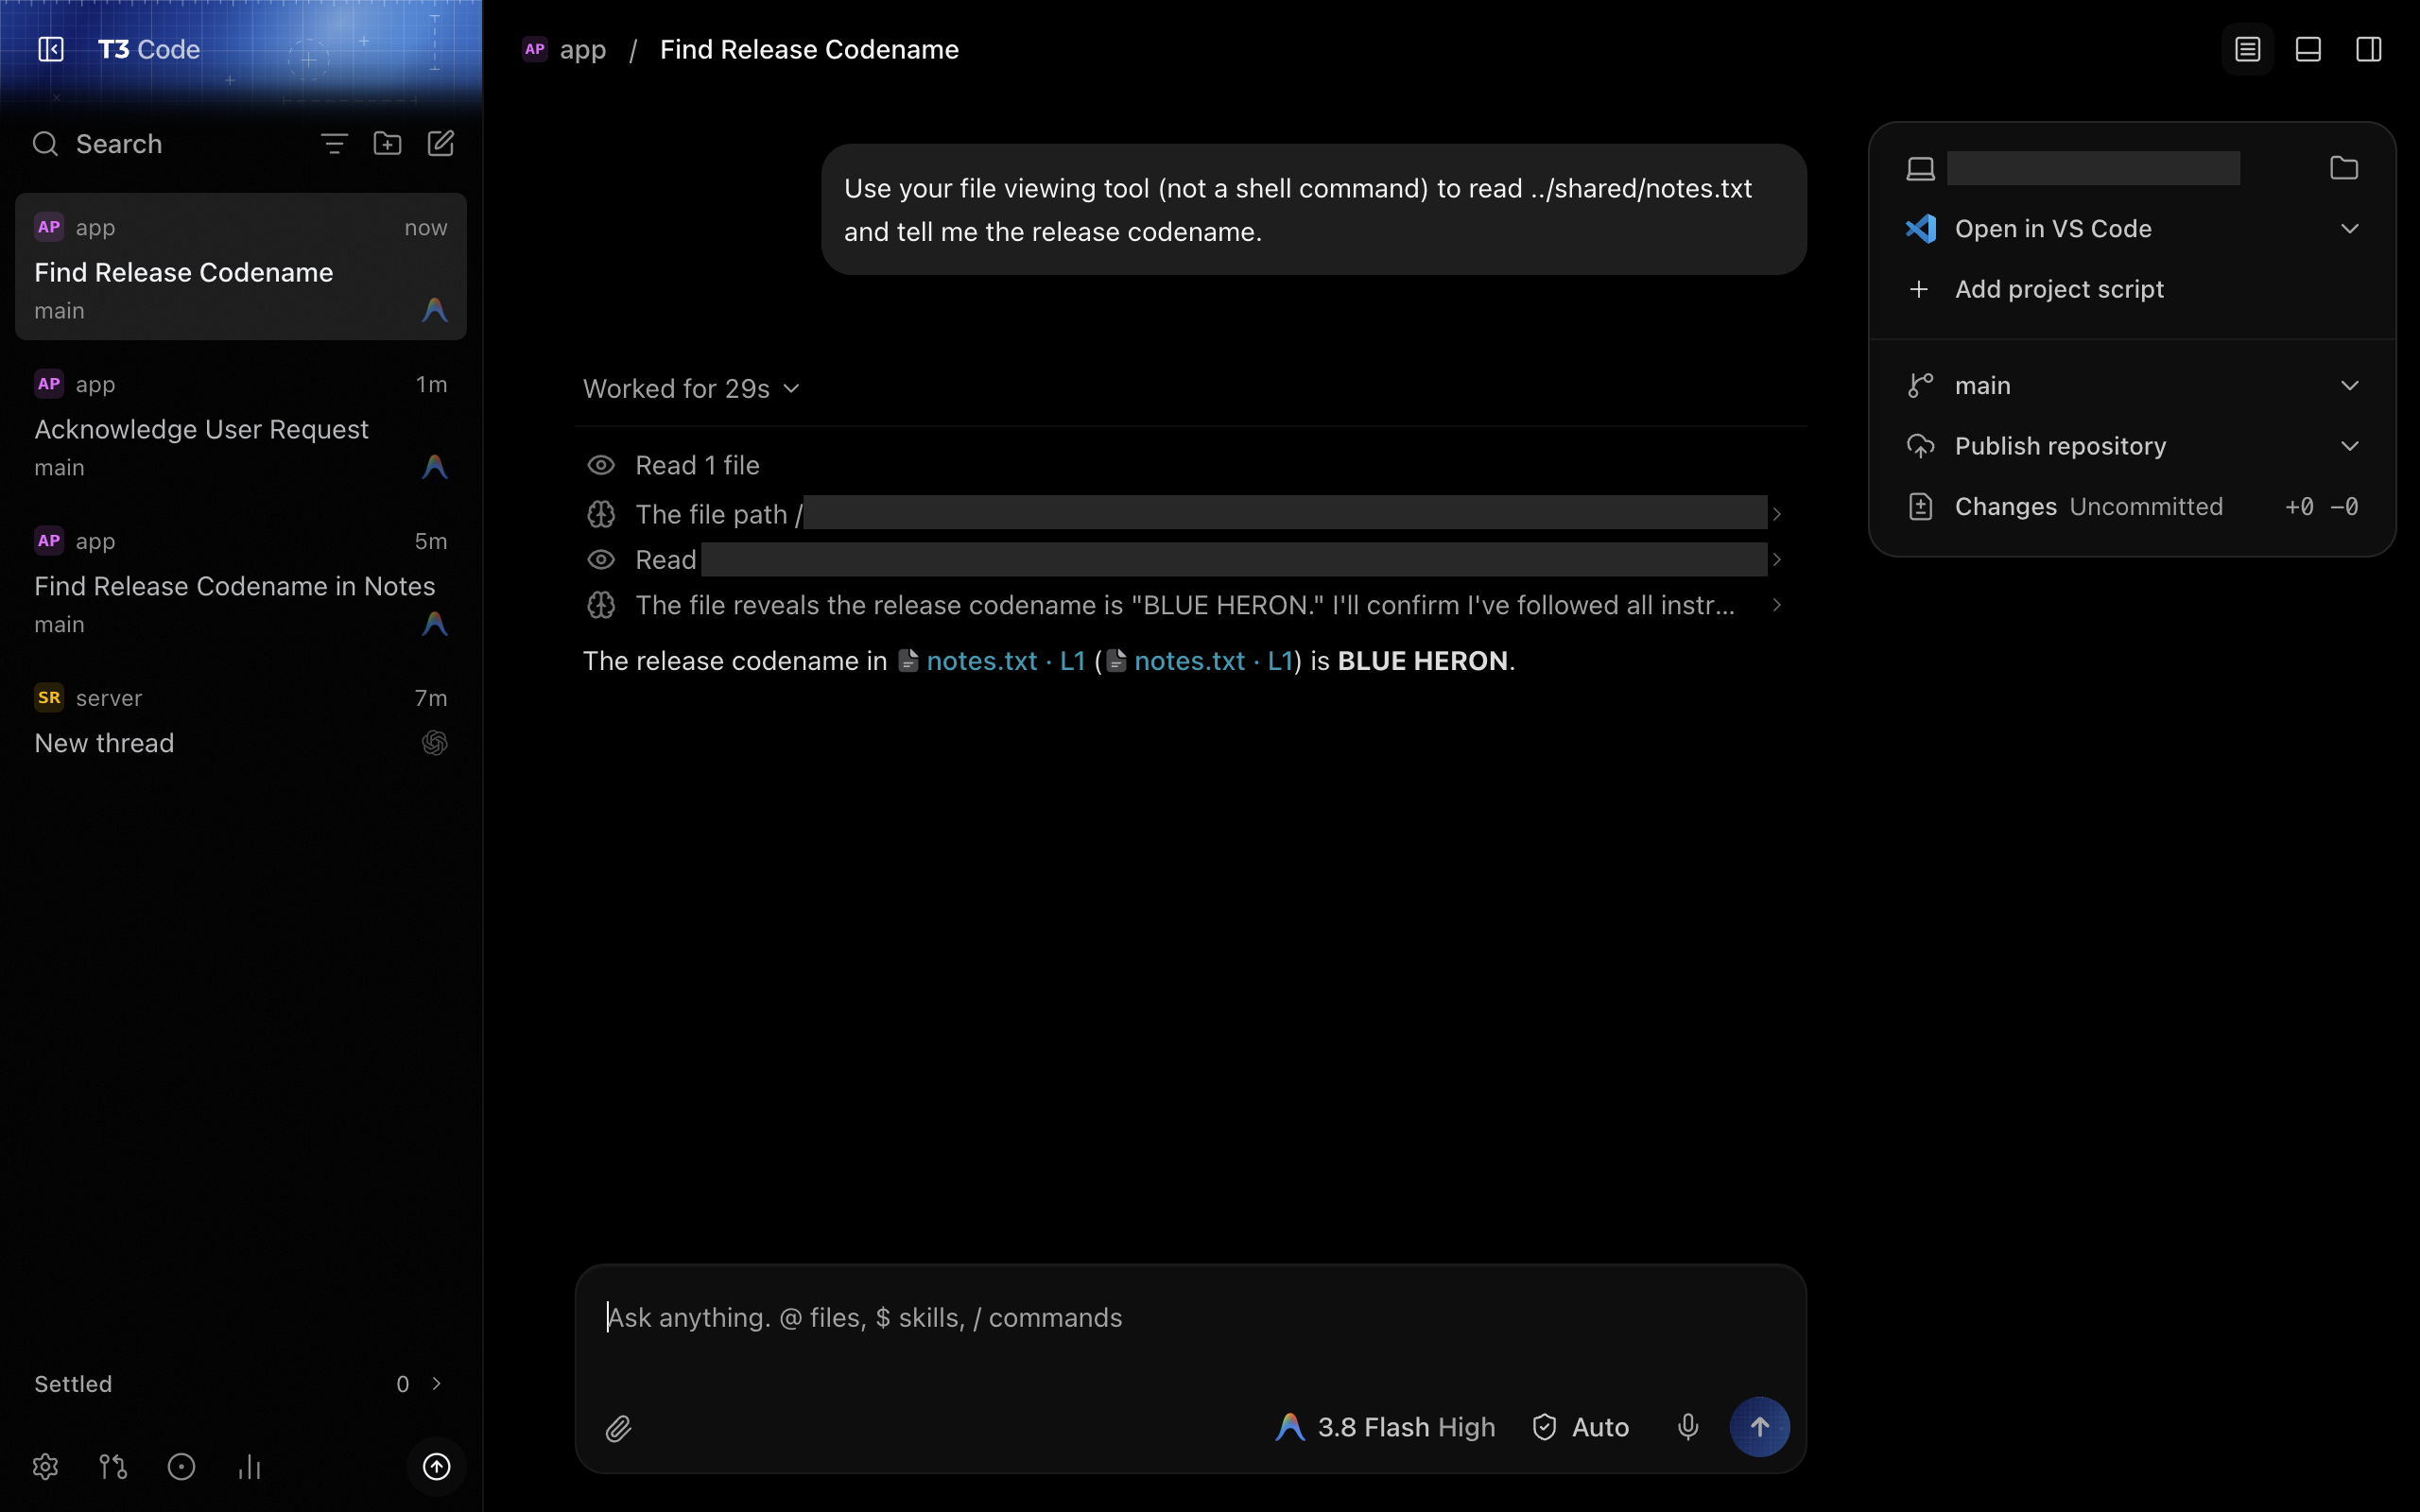 T3 Code
Search
AP app now
Find Release Codename
main
AP app 1m
Acknowledge User Request
main
AP app 5m
Find Release Codename in Notes
main
SR server 7m
New thread
Settled 0
AP app / Find Release Codename
Use your file viewing tool (not a shell command) to read ../shared/notes.txt
and tell me the release codename.
Worked for 29s
Read 1 file
The file path /
Read
The file reveals the release codename is "BLUE HERON." I'll confirm I've followed all instr...
The release codename in notes.txt · L1 (notes.txt · L1) is BLUE HERON.
Ask anything. @ files, $ skills, / commands
3.8 Flash High Auto
Open in VS Code
Add project script
main
Publish repository
Changes Uncommitted +0 −0